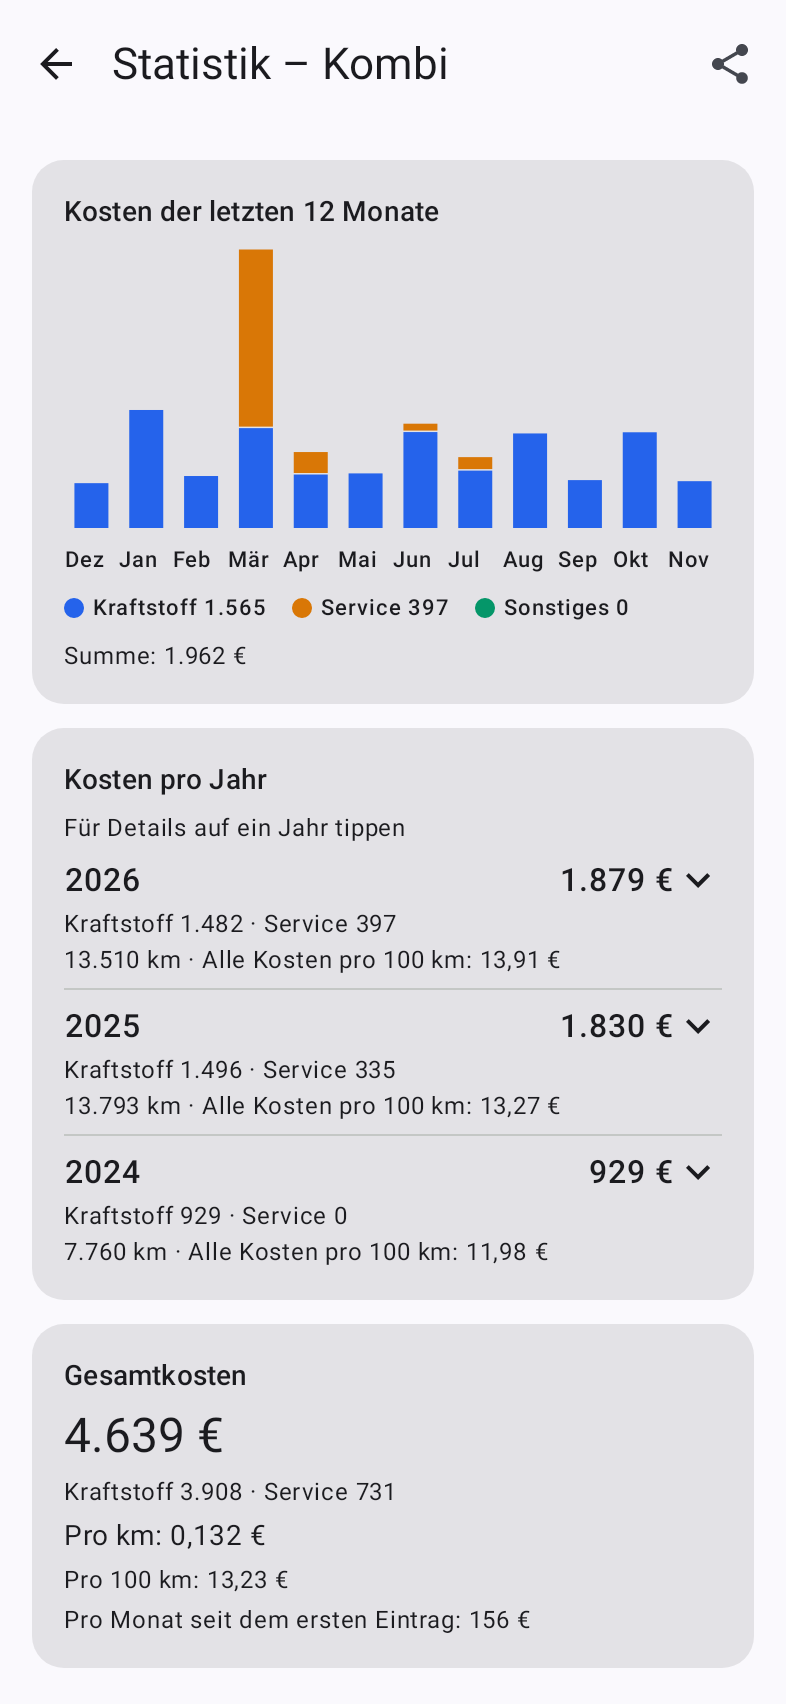 Statistik – Kombi
Kosten der letzten 12 Monate
Dez Jan Feb Mär Apr Mai Jun Jul Aug Sep Okt Nov
Kraftstoff 1.565 Service 397 Sonstiges 0
Summe: 1.962 €
Kosten pro Jahr
Für Details auf ein Jahr tippen
2026 1.879 €
Kraftstoff 1.482 · Service 397
13.510 km · Alle Kosten pro 100 km: 13,91 €
2025 1.830 €
Kraftstoff 1.496 · Service 335
13.793 km · Alle Kosten pro 100 km: 13,27 €
2024 929 €
Kraftstoff 929 · Service 0
7.760 km · Alle Kosten pro 100 km: 11,98 €
Gesamtkosten
4.639 €
Kraftstoff 3.908 · Service 731
Pro km: 0,132 €
Pro 100 km: 13,23 €
Pro Monat seit dem ersten Eintrag: 156 €